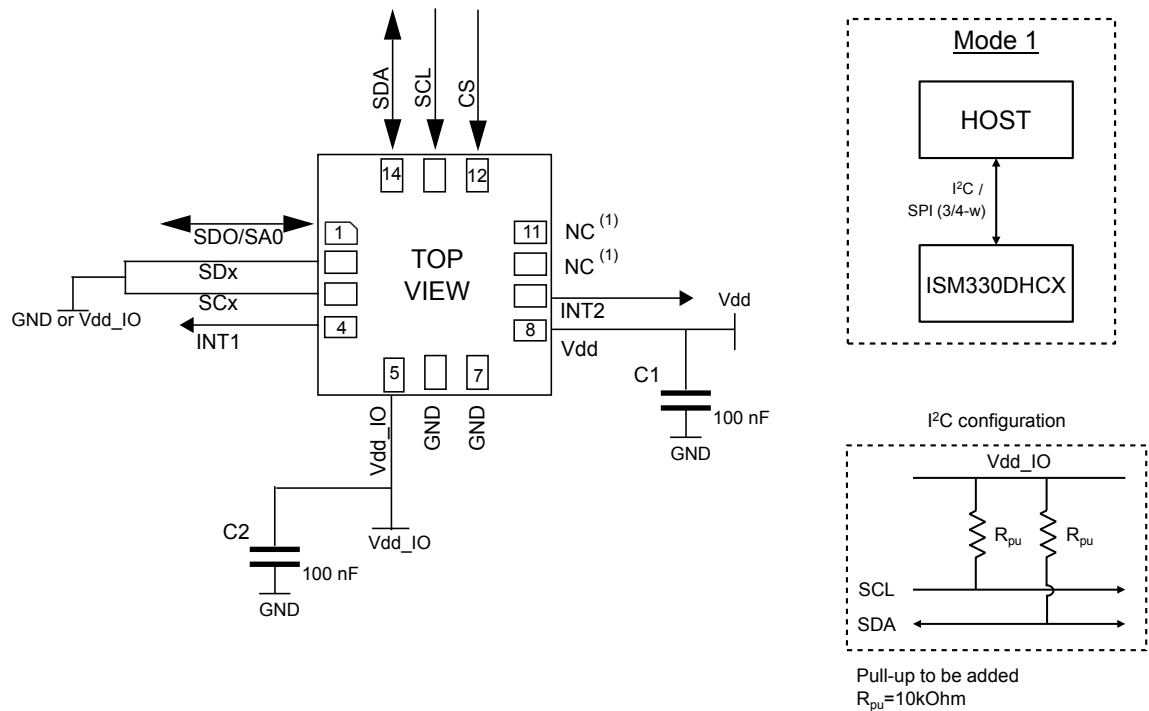 SDA
SCL
CS
14
12
SDO/SA0
1
11
NC (1)
NC (1)
SDx
SCx
GND or Vdd_IO
TOP
VIEW
INT1
4
INT2
8
Vdd
Vdd
5
7
Vdd_IO
GND
GND
C1
100 nF
GND
C2
100 nF
GND
Vdd_IO
Mode 1
HOST
I²C /
SPI (3/4-w)
ISM330DHCX
I²C configuration
Vdd_IO
Rpu
Rpu
SCL
SDA
Pull-up to be added
Rpu=10kOhm